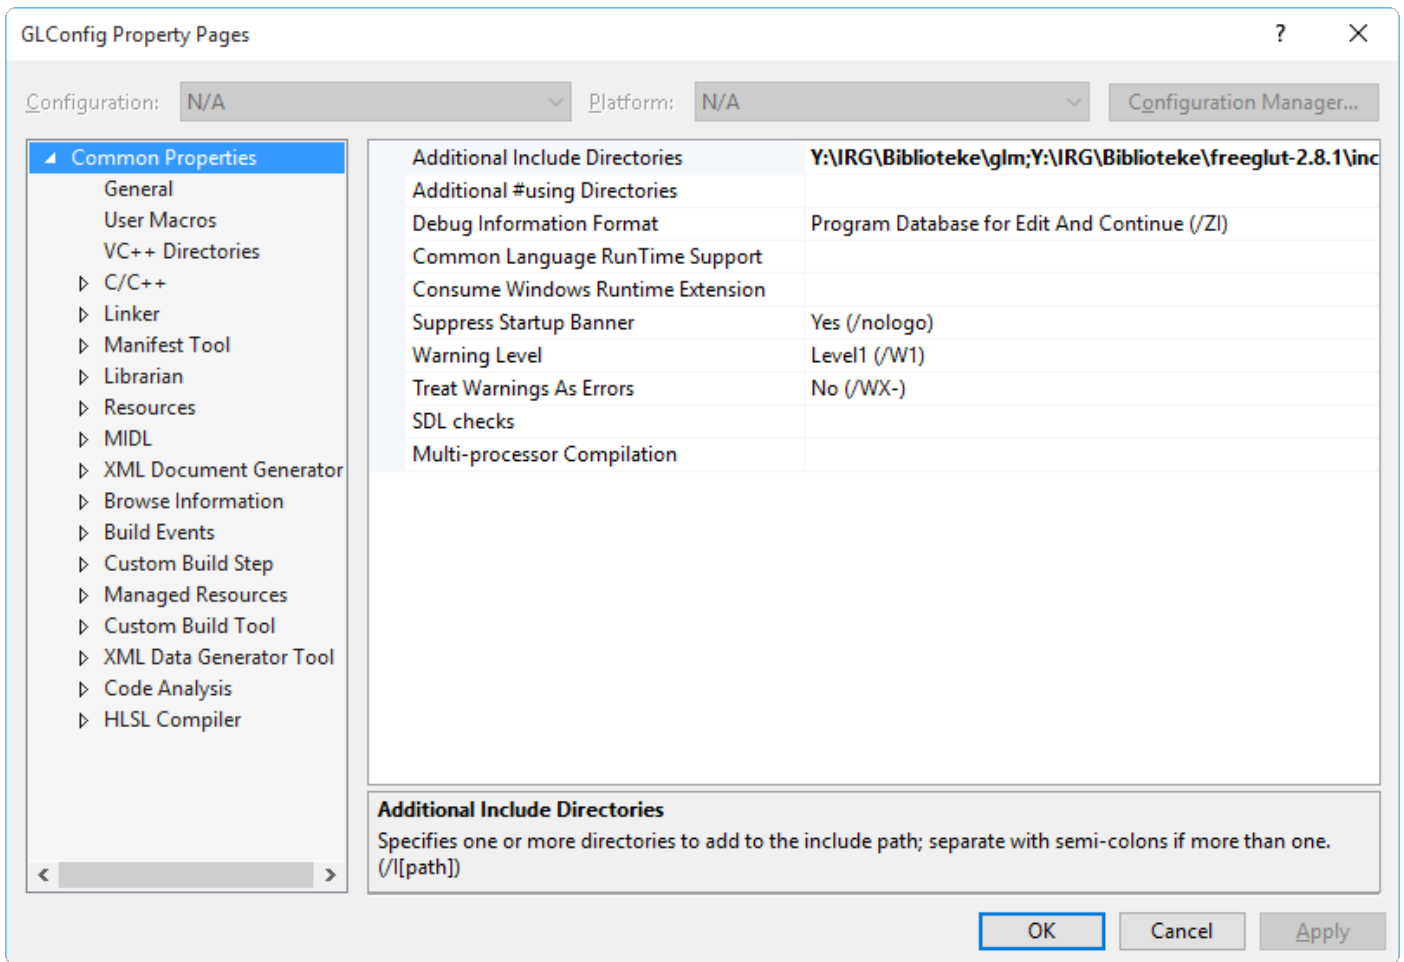 GLConfig Property Pages
?
Configuration: N/A Platform: N/A Configuration Manager...
Common Properties
General
User Macros
VC++ Directories
C/C++
Linker
Manifest Tool
Librarian
Resources
MIDL
XML Document Generator
Browse Information
Build Events
Custom Build Step
Managed Resources
Custom Build Tool
XML Data Generator Tool
Code Analysis
HLSL Compiler
Additional Include Directories Y:\IRG\Biblioteke\glm;Y:\IRG\Biblioteke\freeglut-2.8.1\inc
Additional #using Directories
Debug Information Format Program Database for Edit And Continue (/ZI)
Common Language RunTime Support
Consume Windows Runtime Extension
Suppress Startup Banner Yes (/nologo)
Warning Level Level1 (/W1)
Treat Warnings As Errors No (/WX-)
SDL checks
Multi-processor Compilation
Additional Include Directories
Specifies one or more directories to add to the include path; separate with semi-colons if more than one.
(/I[path])
OK Cancel Apply